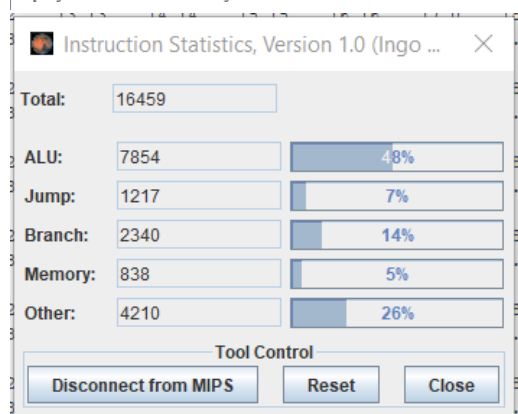 Instruction Statistics, Version 1.0 (Ingo ...
Total: 16459
ALU: 7854 48%
Jump: 1217 7%
Branch: 2340 14%
Memory: 838 5%
Other: 4210 26%
Tool Control
Disconnect from MIPS Reset Close